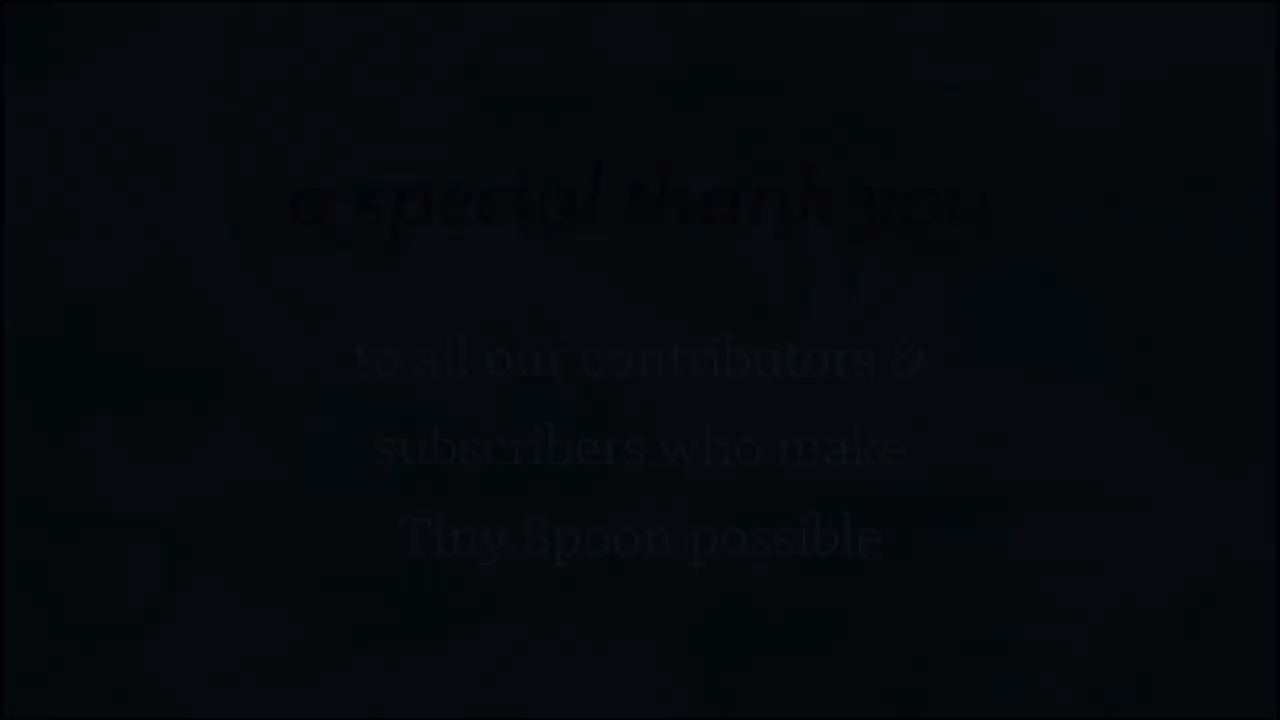 a special thank you
to all our contributors &
subscribers who make
Tiny Spoon possible